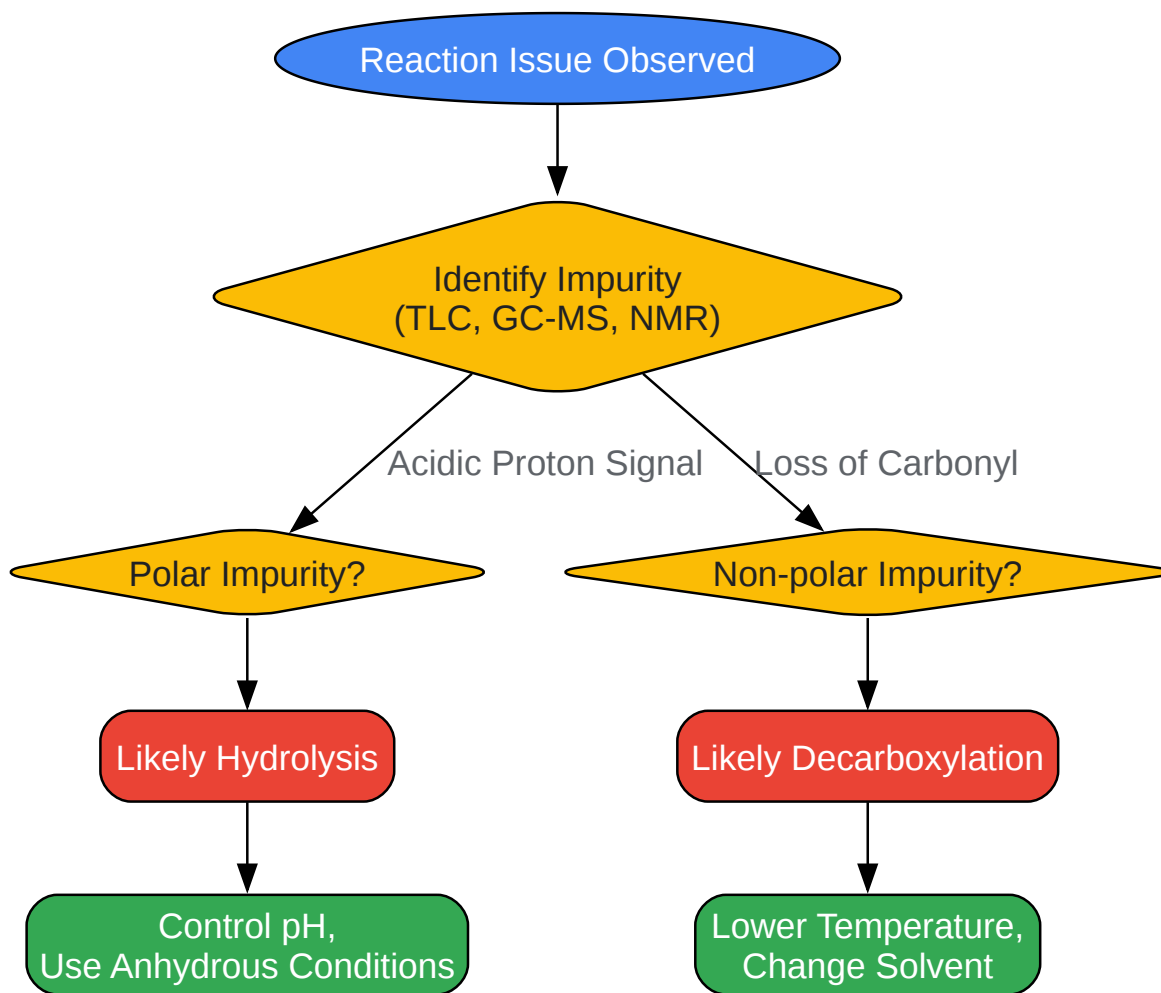 Reaction Issue Observed
Identify Impurity
(TLC, GC-MS, NMR)
Acidic Proton Signal
Loss of Carbonyl
Polar Impurity?
Non-polar Impurity?
Likely Hydrolysis
Likely Decarboxylation
Control pH,
Use Anhydrous Conditions
Lower Temperature,
Change Solvent